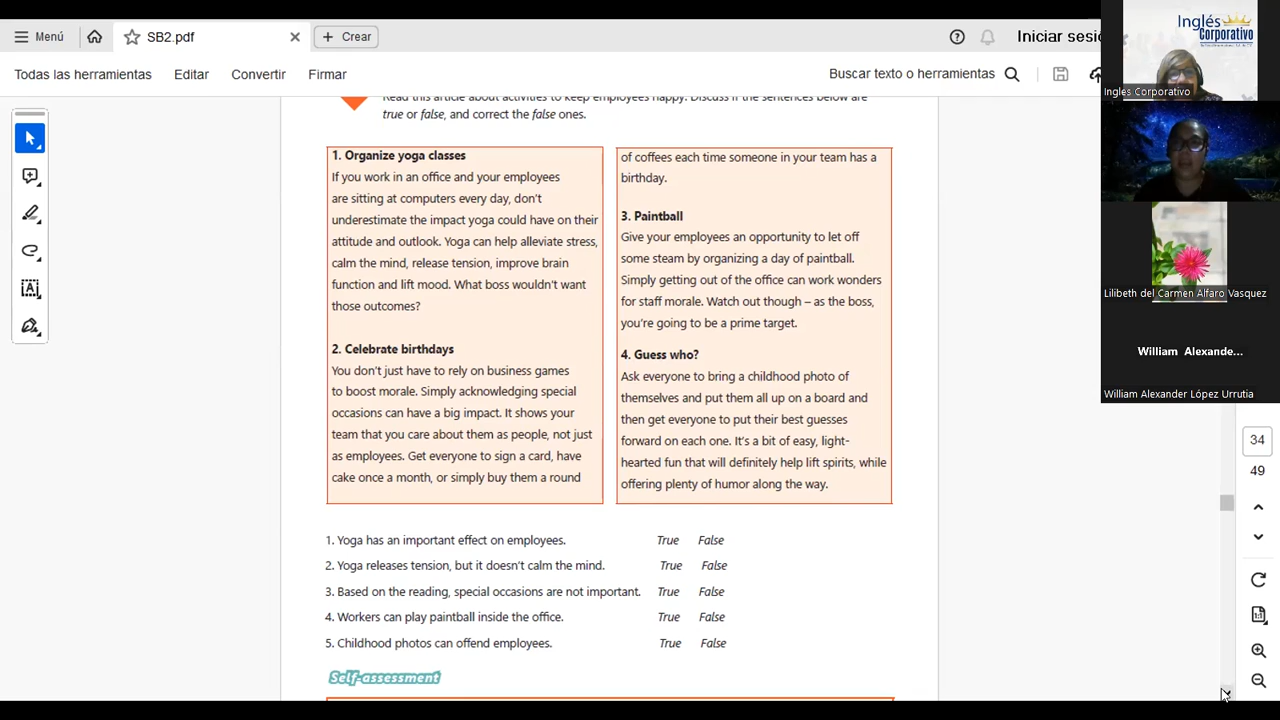 Menú
SB2.pdf
Crear
Iniciar sesió
Todas las herramientas
Editar
Convertir
Firmar
Buscar texto o herramientas
Read this article about activities to keep employees happy. Discuss if the sentences below are
true or false, and correct the false ones.
1. Organize yoga classes
If you work in an office and your employees
are sitting at computers every day, don't
underestimate the impact yoga could have on their
attitude and outlook. Yoga can help alleviate stress,
calm the mind, release tension, improve brain
function and lift mood. What boss wouldn't want
those outcomes?
2. Celebrate birthdays
You don't just have to rely on business games
to boost morale. Simply acknowledging special
occasions can have a big impact. It shows your
team that you care about them as people, not just
as employees. Get everyone to sign a card, have
cake once a month, or simply buy them a round
of coffees each time someone in your team has a
birthday.
3. Paintball
Give your employees an opportunity to let off
some steam by organizing a day of paintball.
Simply getting out of the office can work wonders
for staff morale. Watch out though – as the boss,
you're going to be a prime target.
4. Guess who?
Ask everyone to bring a childhood photo of
themselves and put them all up on a board and
then get everyone to put their best guesses
forward on each one. It's a bit of easy, light-
hearted fun that will definitely help lift spirits, while
offering plenty of humor along the way.
1. Yoga has an important effect on employees. True False
2. Yoga releases tension, but it doesn't calm the mind. True False
3. Based on the reading, special occasions are not important. True False
4. Workers can play paintball inside the office. True False
5. Childhood photos can offend employees. True False
Self-assessment
34
49
Inglés
Corporativo
Ingles Corporativo
Lilibeth del Carmen Alfaro Vasquez
William Alexande...
William Alexander López Urrutia